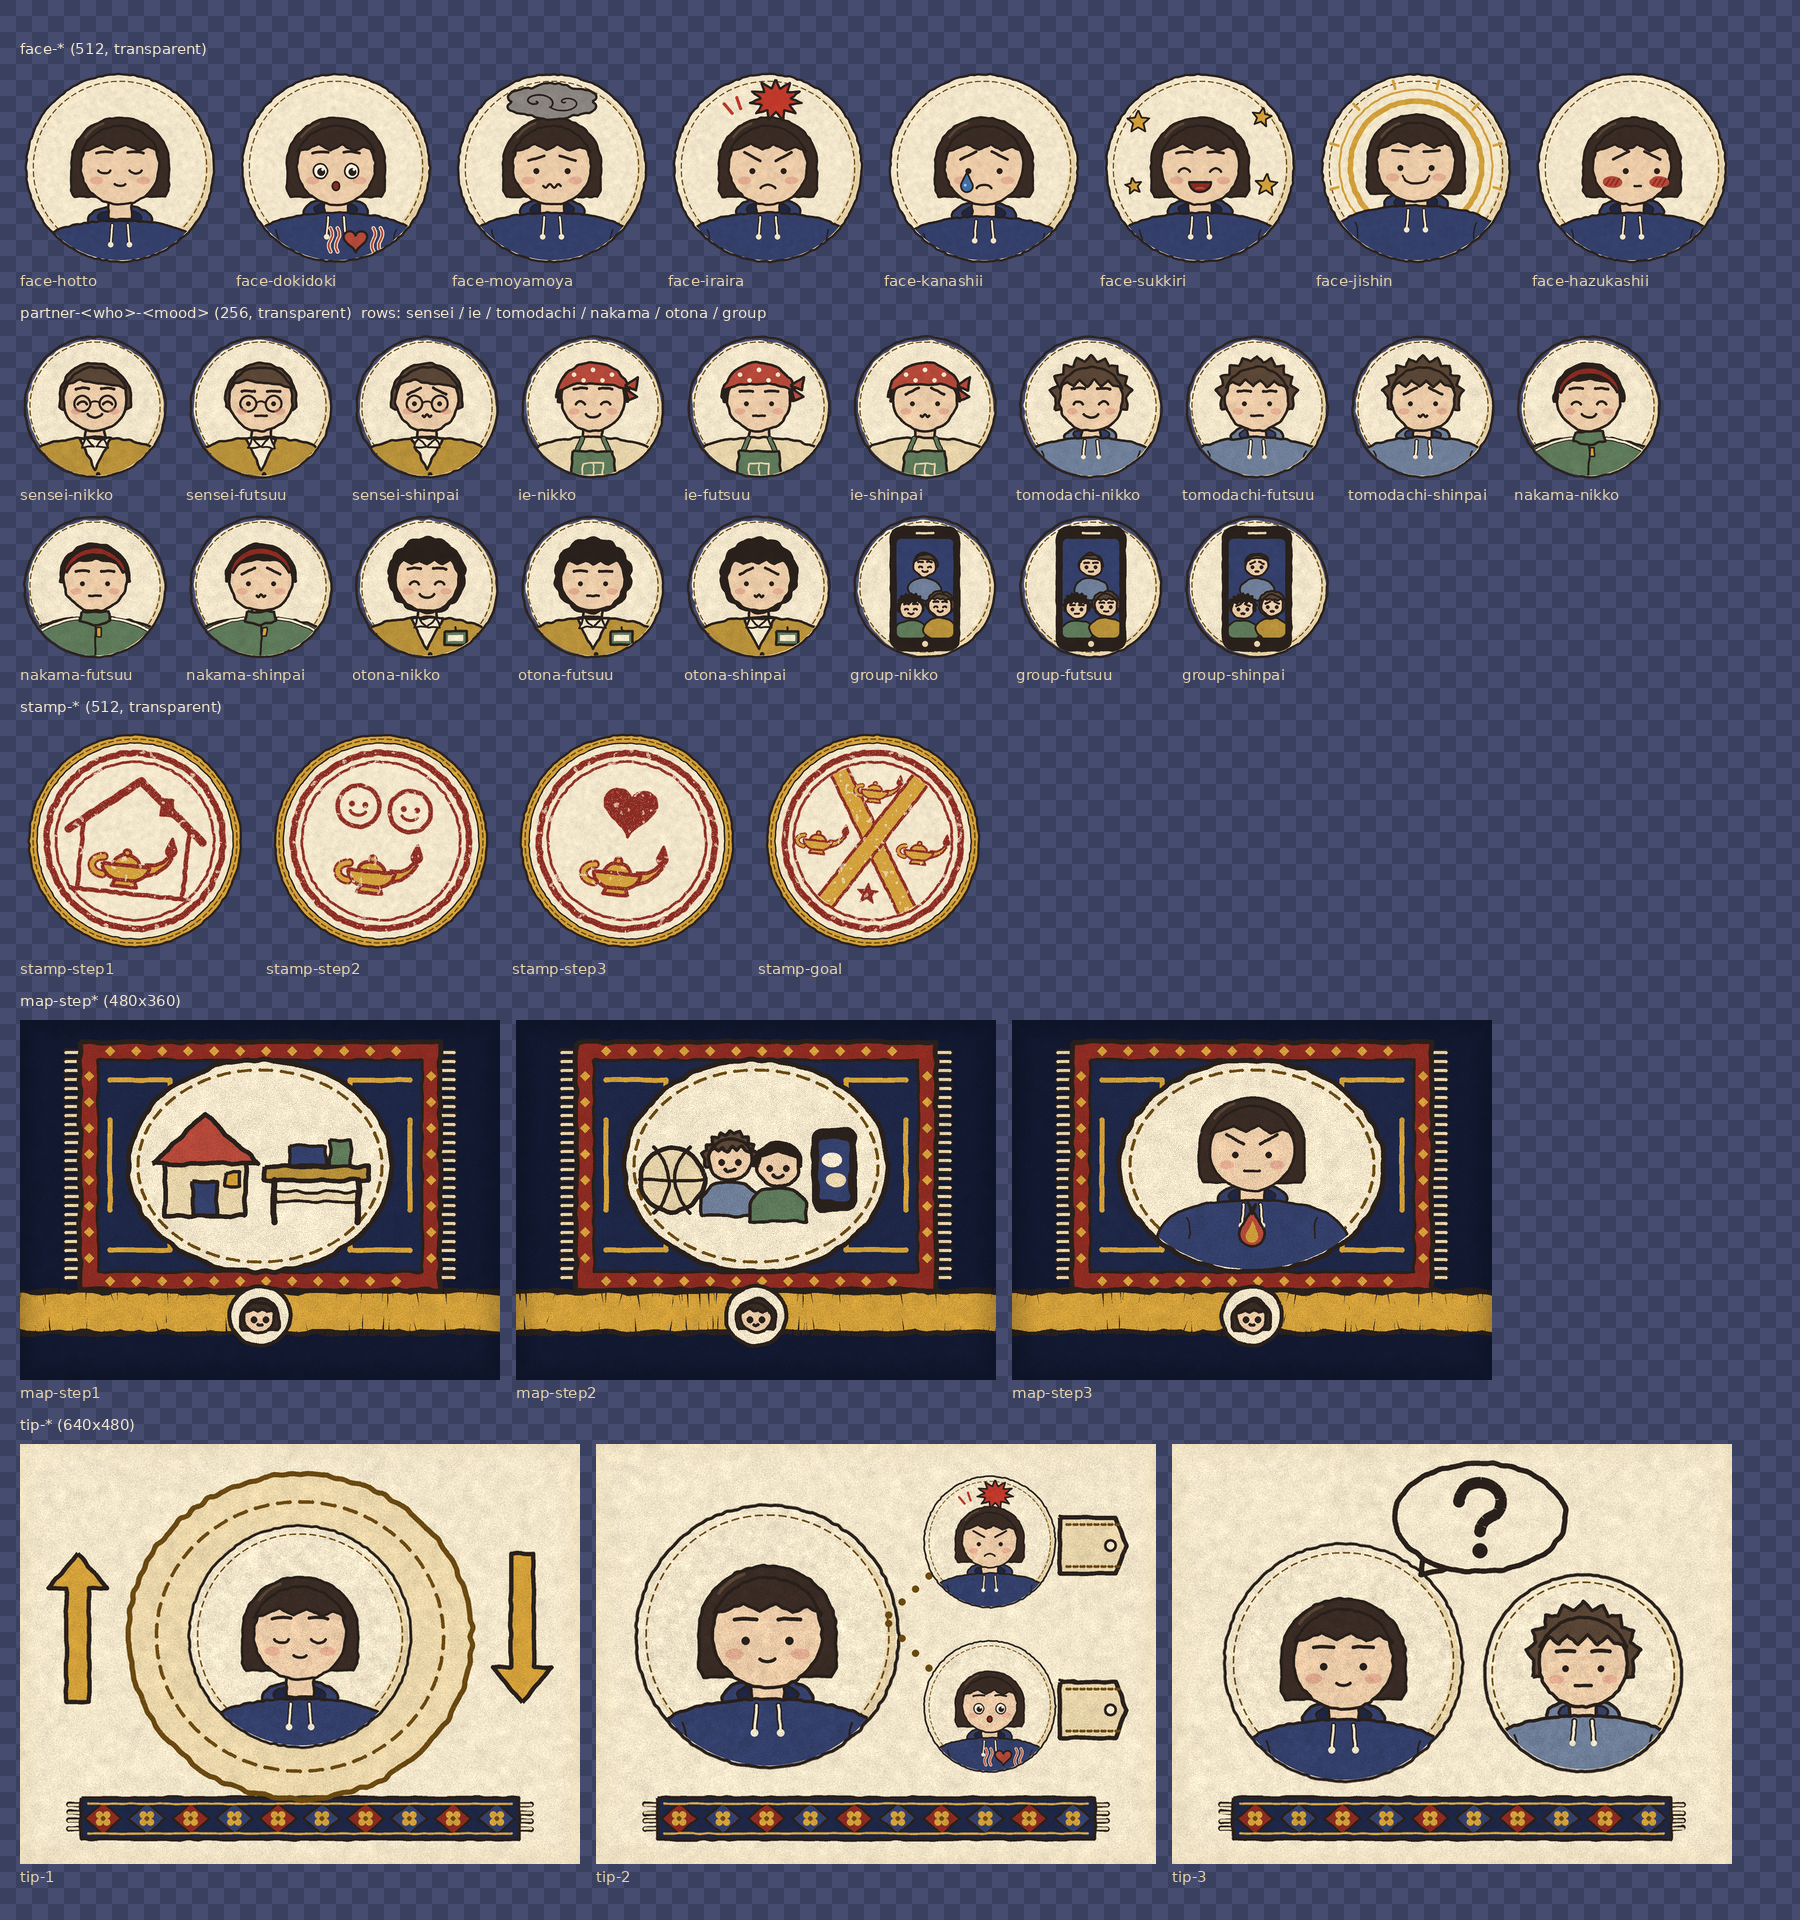 face-* (512, transparent)
face-hotto face-dokidoki face-moyamoya face-iraira face-kanashii face-sukkiri face-jishin face-hazukashii
partner-<who>-<mood> (256, transparent)  rows: sensei / ie / tomodachi / nakama / otona / group
sensei-nikko sensei-futsuu sensei-shinpai ie-nikko ie-futsuu ie-shinpai tomodachi-nikko tomodachi-futsuu tomodachi-shinpai nakama-nikko
nakama-futsuu nakama-shinpai otona-nikko otona-futsuu otona-shinpai group-nikko group-futsuu group-shinpai
stamp-* (512, transparent)
stamp-step1 stamp-step2 stamp-step3 stamp-goal
map-step* (480x360)
map-step1 map-step2 map-step3
tip-* (640x480)
?
tip-1 tip-2 tip-3